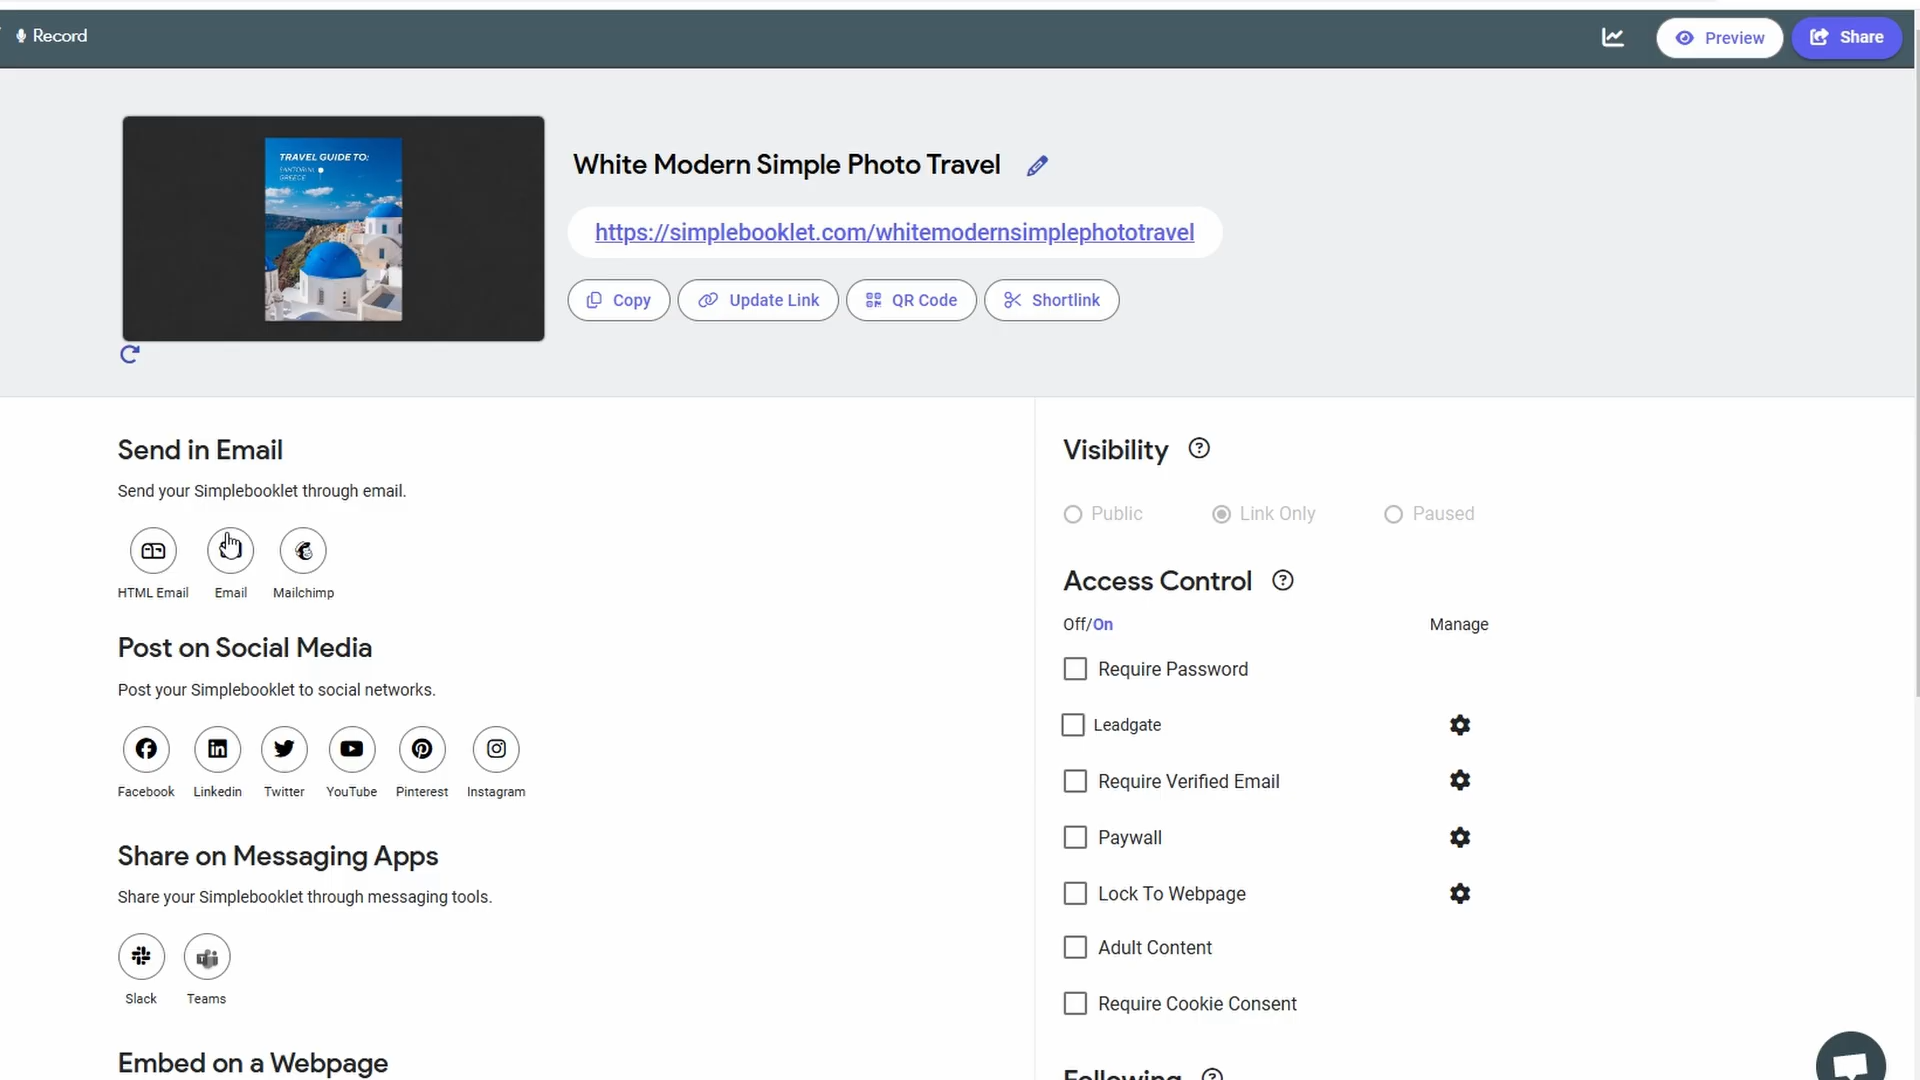 Record
Preview
Share
TRAVEL GUIDE TO:
SANTORINI,
GREECE
White Modern Simple Photo Travel
https://simplebooklet.com/whitemodernsimplephototravel
Copy
Update Link
QR Code
Shortlink
Send in Email
Send your Simplebooklet through email.
HTML Email
Email
Mailchimp
Post on Social Media
Post your Simplebooklet to social networks.
Facebook
Linkedin
Twitter
YouTube
Pinterest
Instagram
Share on Messaging Apps
Share your Simplebooklet through messaging tools.
Slack
Teams
Embed on a Webpage
Visibility
Public
Link Only
Paused
Access Control
Off/On
Manage
Require Password
Leadgate
Require Verified Email
Paywall
Lock To Webpage
Adult Content
Require Cookie Consent
Following